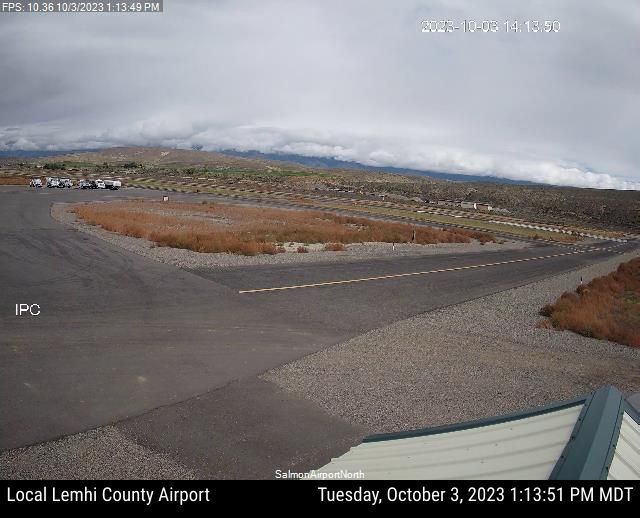 FPS: 10.36 10/3/2023 1:13:49 PM
2023-10-03 14:13:50
IPC
SalmonAirportNorth
Local Lemhi County Airport
Tuesday, October 3, 2023 1:13:51 PM MDT